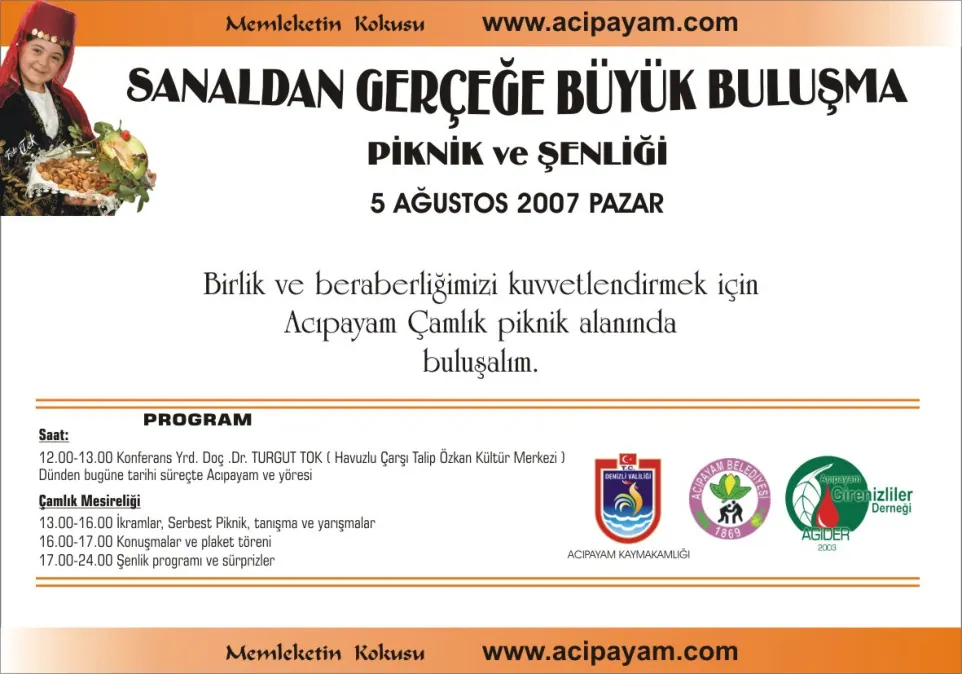 Memleketin Kokusu www.acipayam.com
SANALDAN GERÇEĞE BÜYÜK BULUŞMA
PİKNİK ve ŞENLİĞİ
5 AĞUSTOS 2007 PAZAR
Birlik ve beraberliğimizi kuvvetlendirmek için
Acıpayam Çamlık piknik alanında
buluşalım.
PROGRAM
Saat:
12.00-13.00 Konferans Yrd. Doç .Dr. TURGUT TOK ( Havuzlu Çarşı Talip Özkan Kültür Merkezi )
Dünden bugüne tarihi süreçte Acıpayam ve yöresi
Çamlık Mesireliği
13.00-16.00 İkramlar, Serbest Piknik, tanışma ve yarışmalar
16.00-17.00 Konuşmalar ve plaket töreni
17.00-24.00 Şenlik programı ve sürprizler
T.C.
DENİZLİ VALİLİĞİ
ACIPAYAM KAYMAKAMLIĞI
ACIPAYAM BELEDİYESİ
1869
Acıpayam
Girenizliler
Derneği
AGİDER
2003
Memleketin Kokusu www.acipayam.com